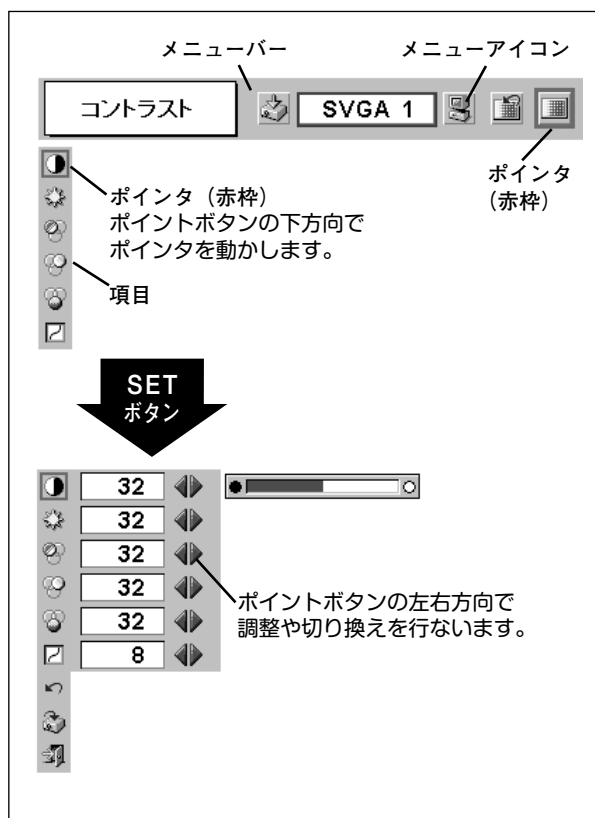 メニューバー
メニューアイコン
コントラスト
SVGA 1
ポインタ
(赤枠)
ポインタ(赤枠)
ポイントボタンの下方向で
ポインタを動かします。
項目
SET
ボタン
32
32
32
32
32
8
ポイントボタンの左右方向で
調整や切り換えを行ないます。